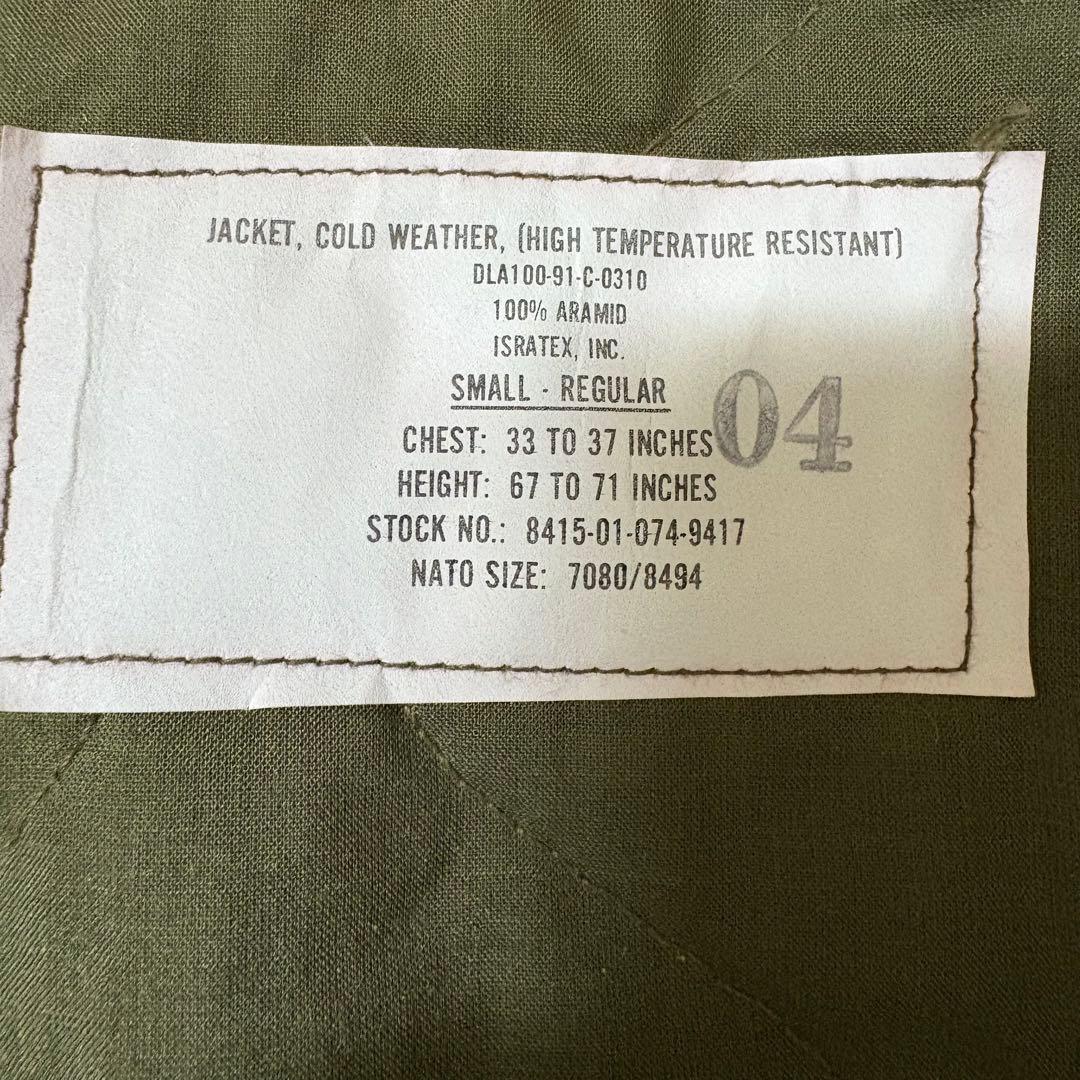 JACKET, COLD WEATHER, (HIGH TEMPERATURE RESISTANT)
DLA100-91-C-0310
100% ARAMID
ISRATEX, INC.
SMALL - REGULAR
04
CHEST: 33 TO 37 INCHES
HEIGHT: 67 TO 71 INCHES
STOCK NO.: 8415-01-074-9417
NATO SIZE: 7080/8494